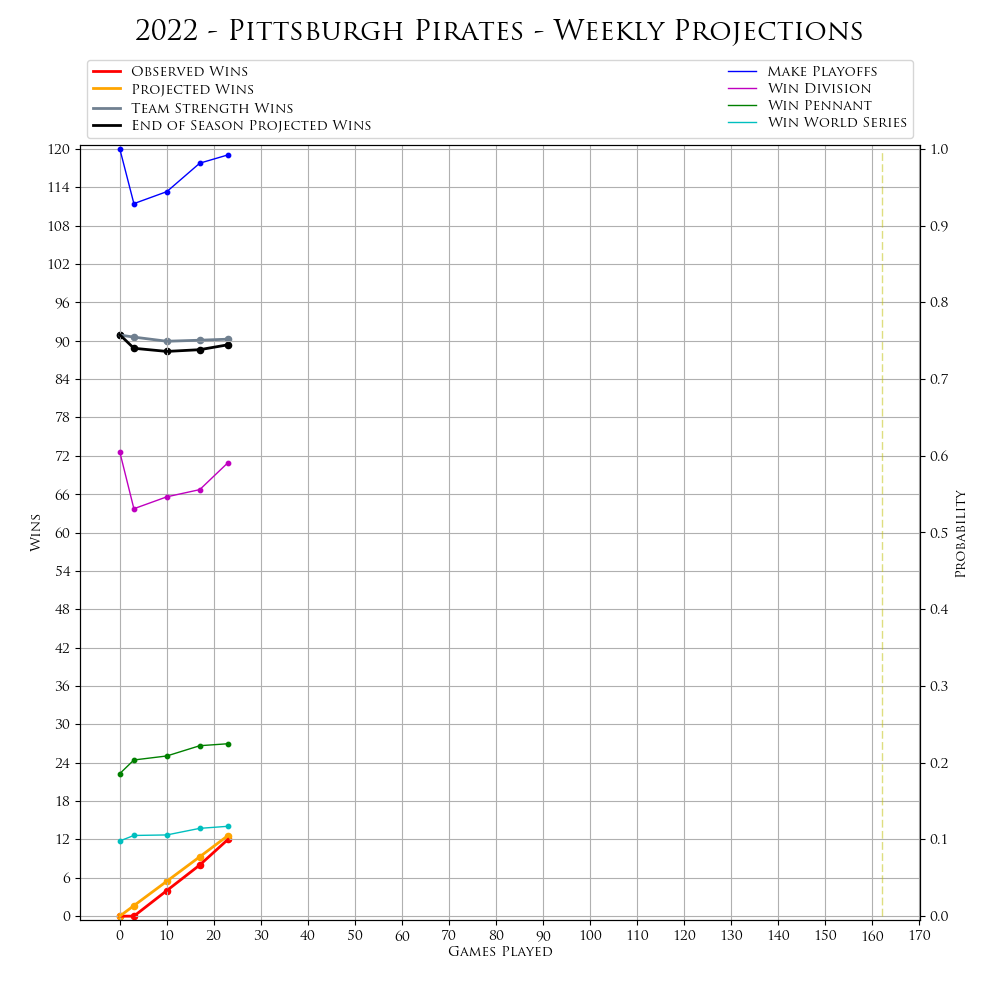 2022 - Pittsburgh Pirates - Weekly Projections
Observed Wins
Projected Wins
Team Strength Wins
End of Season Projected Wins
Make Playoffs
Win Division
Win Pennant
Win World Series
120
114
108
102
96
90
84
78
72
66
60
54
48
42
36
30
24
18
12
6
0
Wins
1.0
0.9
0.8
0.7
0.6
0.5
0.4
0.3
0.2
0.1
0.0
Probability
0 10 20 30 40 50 60 70 80 90 100 110 120 130 140 150 160 170
Games Played